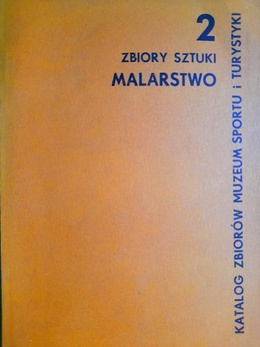 2
ZBIORY SZTUKI
MALARSTWO
KATALOG ZBIORÓW MUZEUM SPORTU i TURYSTYKI